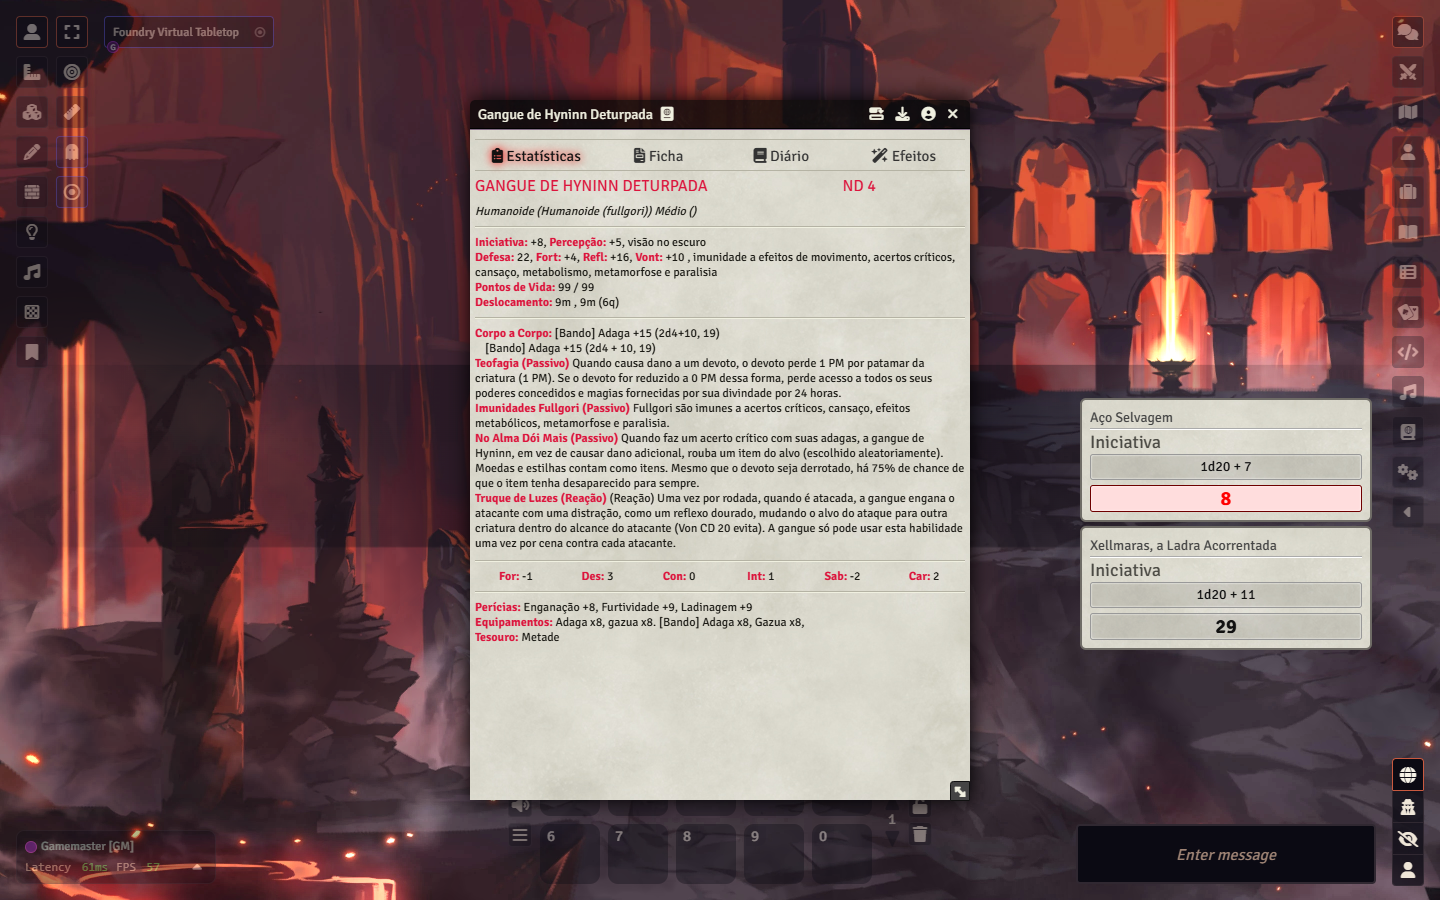 Foundry Virtual Tabletop
G
Gangue de Hyninn Deturpada
Estatísticas
Ficha
Diário
Efeitos
GANGUE DE HYNINN DETURPADA
ND 4
Humanoide (Humanoide (fullgori)) Médio ()
Iniciativa: +8, Percepção: +5, visão no escuro
Defesa: 22, Fort: +4, Refl: +16, Vont: +10 , imunidade a efeitos de movimento, acertos críticos,
cansaço, metabolismo, metamorfose e paralisia
Pontos de Vida: 99 / 99
Deslocamento: 9m , 9m (6q)
Corpo a Corpo: [Bando] Adaga +15 (2d4+10, 19)
[Bando] Adaga +15 (2d4 + 10, 19)
Teofagia (Passivo) Quando causa dano a um devoto, o devoto perde 1 PM por patamar da
criatura (1 PM). Se o devoto for reduzido a 0 PM dessa forma, perde acesso a todos os seus
poderes concedidos e magias fornecidas por sua divindade por 24 horas.
Imunidades Fullgori (Passivo) Fullgori são imunes a acertos críticos, cansaço, efeitos
metabólicos, metamorfose e paralisia.
No Alma Dói Mais (Passivo) Quando faz um acerto crítico com suas adagas, a gangue de
Hyninn, em vez de causar dano adicional, rouba um item do alvo (escolhido aleatoriamente).
Moedas e estilhas contam como itens. Mesmo que o devoto seja derrotado, há 75% de chance de
que o item tenha desaparecido para sempre.
Truque de Luzes (Reação) (Reação) Uma vez por rodada, quando é atacada, a gangue engana o
atacante com uma distração, como um reflexo dourado, mudando o alvo do ataque para outra
criatura dentro do alcance do atacante (Von CD 20 evita). A gangue só pode usar esta habilidade
uma vez por cena contra cada atacante.
For: -1
Des: 3
Con: 0
Int: 1
Sab: -2
Car: 2
Perícias: Enganação +8, Furtividade +9, Ladinagem +9
Equipamentos: Adaga x8, gazua x8. [Bando] Adaga x8, Gazua x8,
Tesouro: Metade
Aço Selvagem
Iniciativa
1d20 + 7
8
Xellmaras, a Ladra Acorrentada
Iniciativa
1d20 + 11
29
6
7
8
9
0
1
Gamemaster [GM]
Latency 61ms FPS 57
Enter message